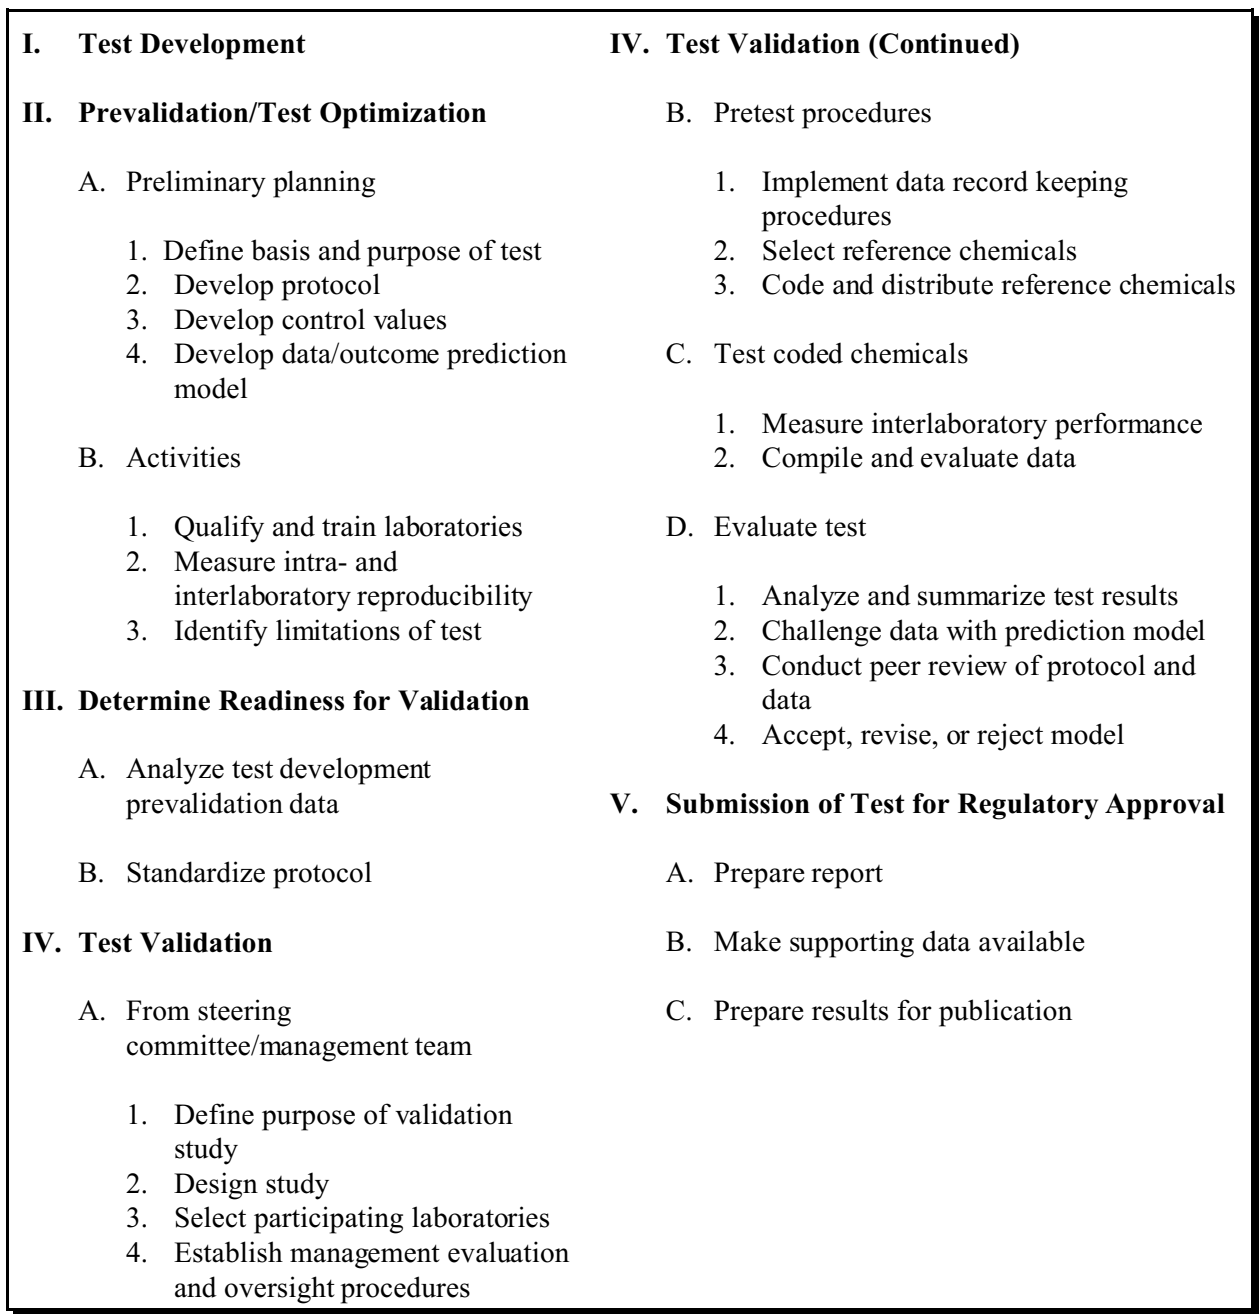 I. Test Development
II. Prevalidation/Test Optimization
A. Preliminary planning
1. Define basis and purpose of test
2. Develop protocol
3. Develop control values
4. Develop data/outcome prediction
model
B. Activities
1. Qualify and train laboratories
2. Measure intra- and
interlaboratory reproducibility
3. Identify limitations of test
III. Determine Readiness for Validation
A. Analyze test development
prevalidation data
B. Standardize protocol
IV. Test Validation
A. From steering
committee/management team
1. Define purpose of validation
study
2. Design study
3. Select participating laboratories
4. Establish management evaluation
and oversight procedures
IV. Test Validation (Continued)
B. Pretest procedures
1. Implement data record keeping
procedures
2. Select reference chemicals
3. Code and distribute reference chemicals
C. Test coded chemicals
1. Measure interlaboratory performance
2. Compile and evaluate data
D. Evaluate test
1. Analyze and summarize test results
2. Challenge data with prediction model
3. Conduct peer review of protocol and
data
4. Accept, revise, or reject model
V. Submission of Test for Regulatory Approval
A. Prepare report
B. Make supporting data available
C. Prepare results for publication